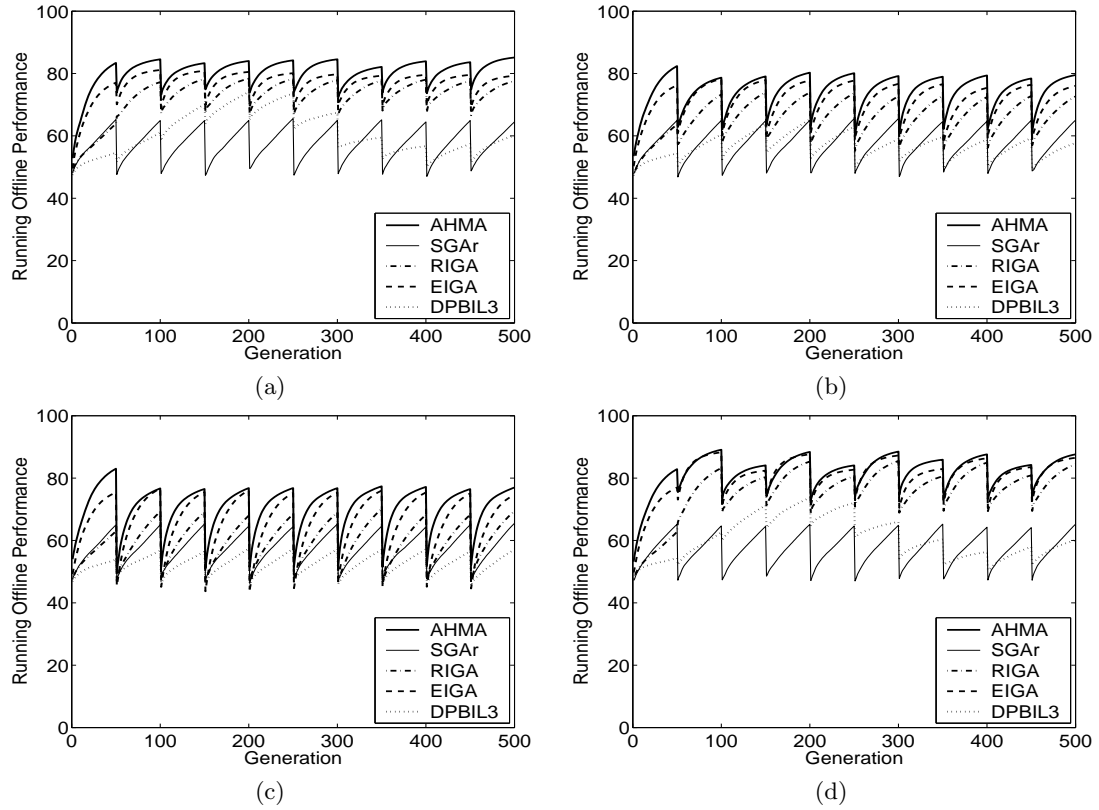 Running Offline Performance
100
80
60
40
20
0
0 100 200 300 400 500
Generation
AHMA
SGAr
RIGA
EIGA
DPBIL3
(a)
Running Offline Performance
100
80
60
40
20
0
0 100 200 300 400 500
Generation
AHMA
SGAr
RIGA
EIGA
DPBIL3
(b)
Running Offline Performance
100
80
60
40
20
0
0 100 200 300 400 500
Generation
AHMA
SGAr
RIGA
EIGA
DPBIL3
(c)
Running Offline Performance
100
80
60
40
20
0
0 100 200 300 400 500
Generation
AHMA
SGAr
RIGA
EIGA
DPBIL3
(d)